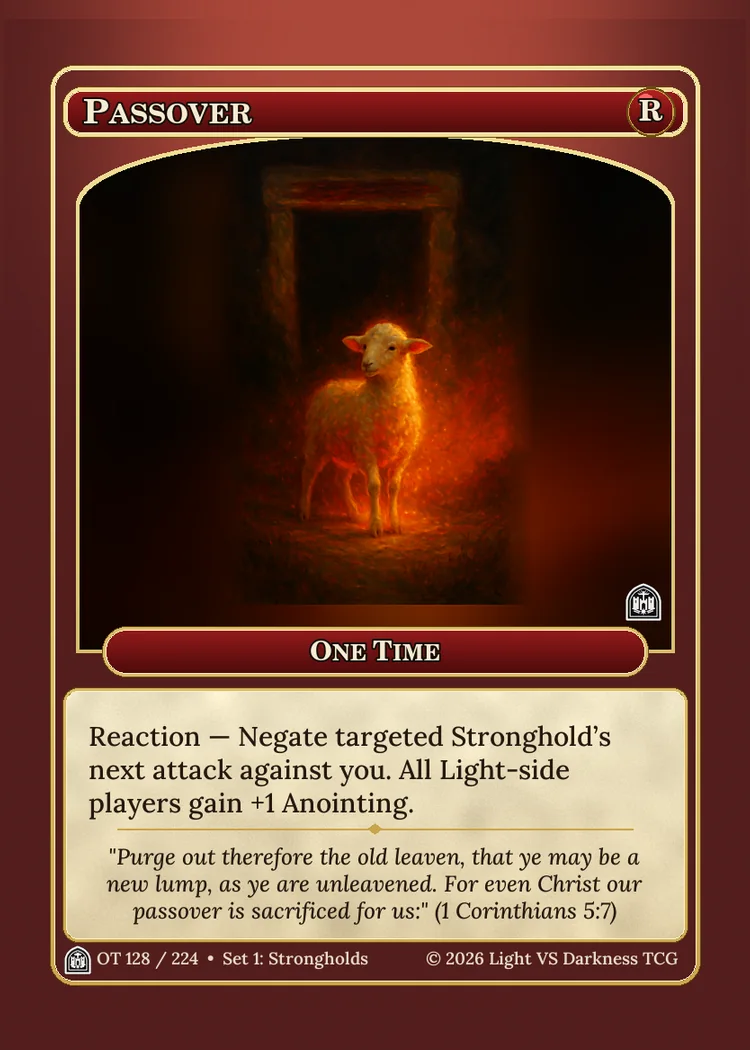 Passover
R
One Time
Reaction — Negate targeted Stronghold’s
next attack against you. All Light-side
players gain +1 Anointing.
"Purge out therefore the old leaven, that ye may be a
new lump, as ye are unleavened. For even Christ our
passover is sacrificed for us:" (1 Corinthians 5:7)
OT 128 / 224 • Set 1: Strongholds © 2026 Light VS Darkness TCG